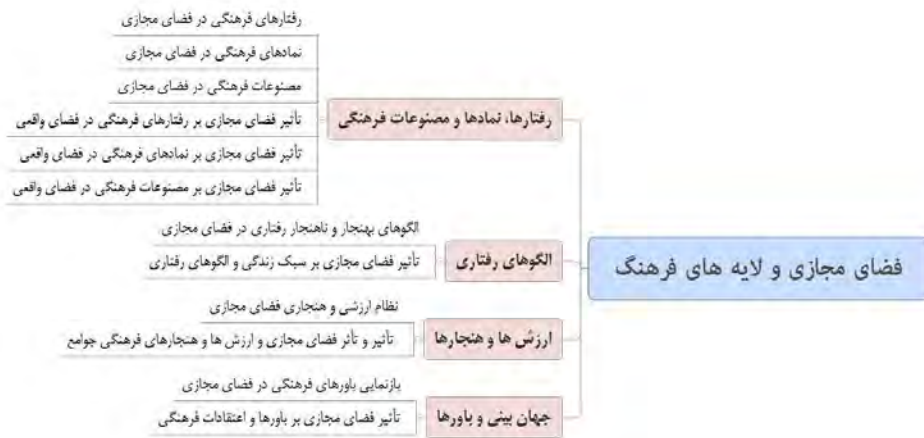 فضای مجازی و لایه های فرهنگ
رفتارها، نمادها و مصنوعات فرهنگی
رفتارهای فرهنگی در فضای مجازی
نمادهای فرهنگی در فضای مجازی
مصنوعات فرهنگی در فضای مجازی
تأثیر فضای مجازی بر رفتارهای فرهنگی در فضای واقعی
تأثیر فضای مجازی بر نمادهای فرهنگی در فضای واقعی
تأثیر فضای مجازی بر مصنوعات فرهنگی در فضای واقعی
الگوهای رفتاری
الگوهای بهنجار و ناهنجار رفتاری در فضای مجازی
تأثیر فضای مجازی بر سبک زندگی و الگوهای رفتاری
ارزش ها و هنجارها
نظام ارزشی و هنجاری فضای مجازی
تأثیر و تأثر فضای مجازی و ارزش ها و هنجارهای فرهنگی جوامع
جهان بینی و باورها
بازنمایی باورهای فرهنگی در فضای مجازی
تأثیر فضای مجازی بر باورها و اعتقادات فرهنگی